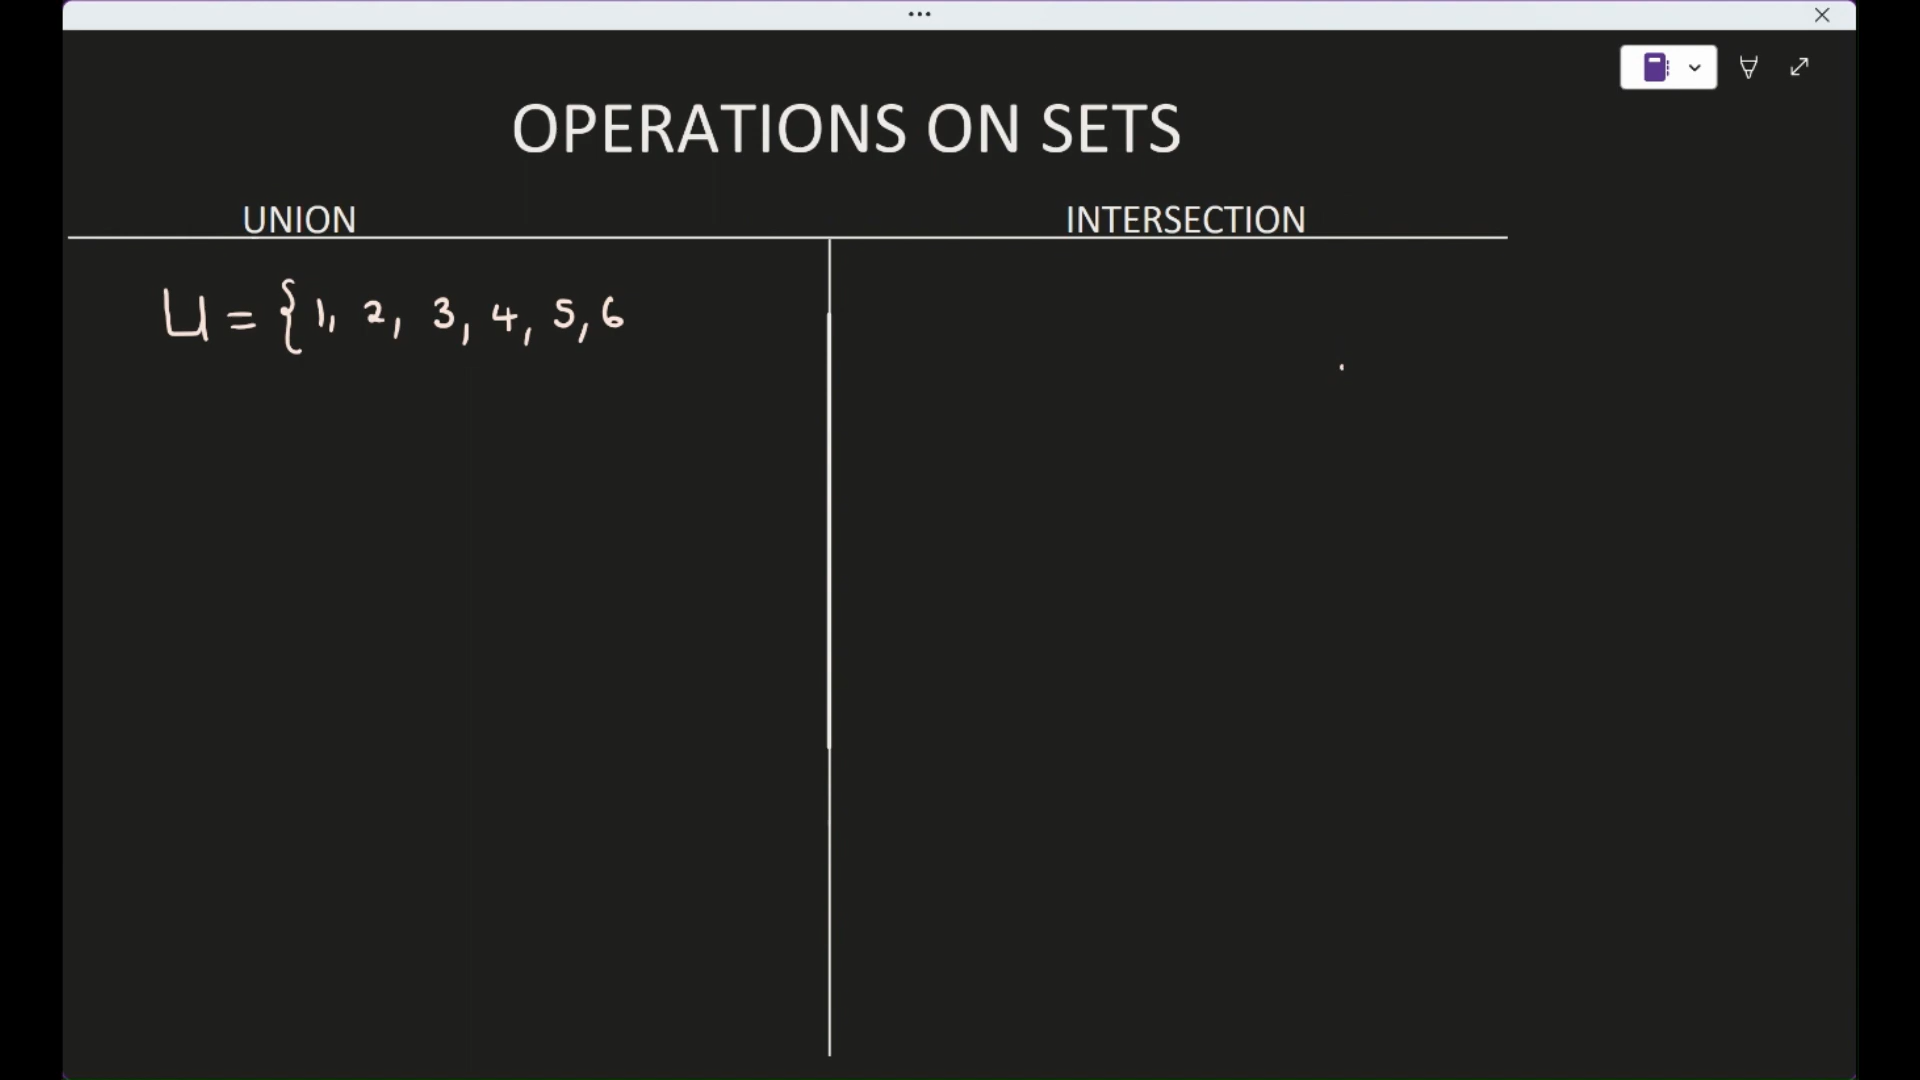 OPERATIONS ON SETS
UNION
INTERSECTION
U = { 1, 2, 3, 4, 5, 6